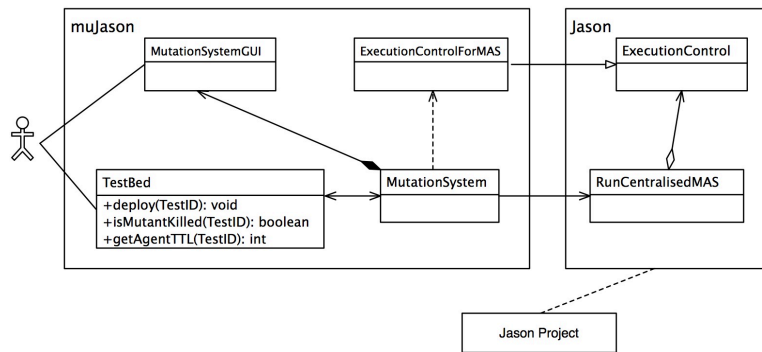 muJason
Jason
MutationSystemGUI
ExecutionControlForMAS
ExecutionControl
TestBed
+deploy(TestID): void
+isMutantKilled(TestID): boolean
+getAgentTTL(TestID): int
MutationSystem
RunCentralisedMAS
Jason Project